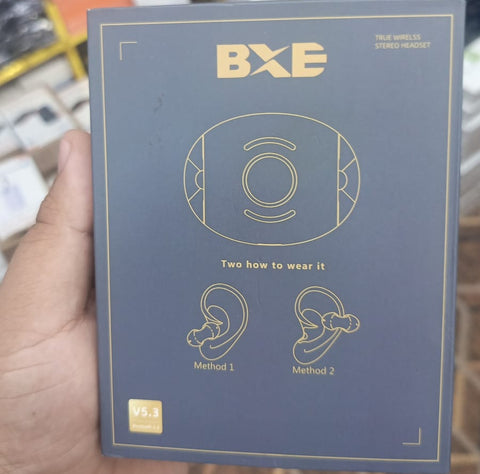 BXE
TRUE WIRELSS
STEREO HEADSET
Two how to wear it
Method 1
Method 2
V5.3